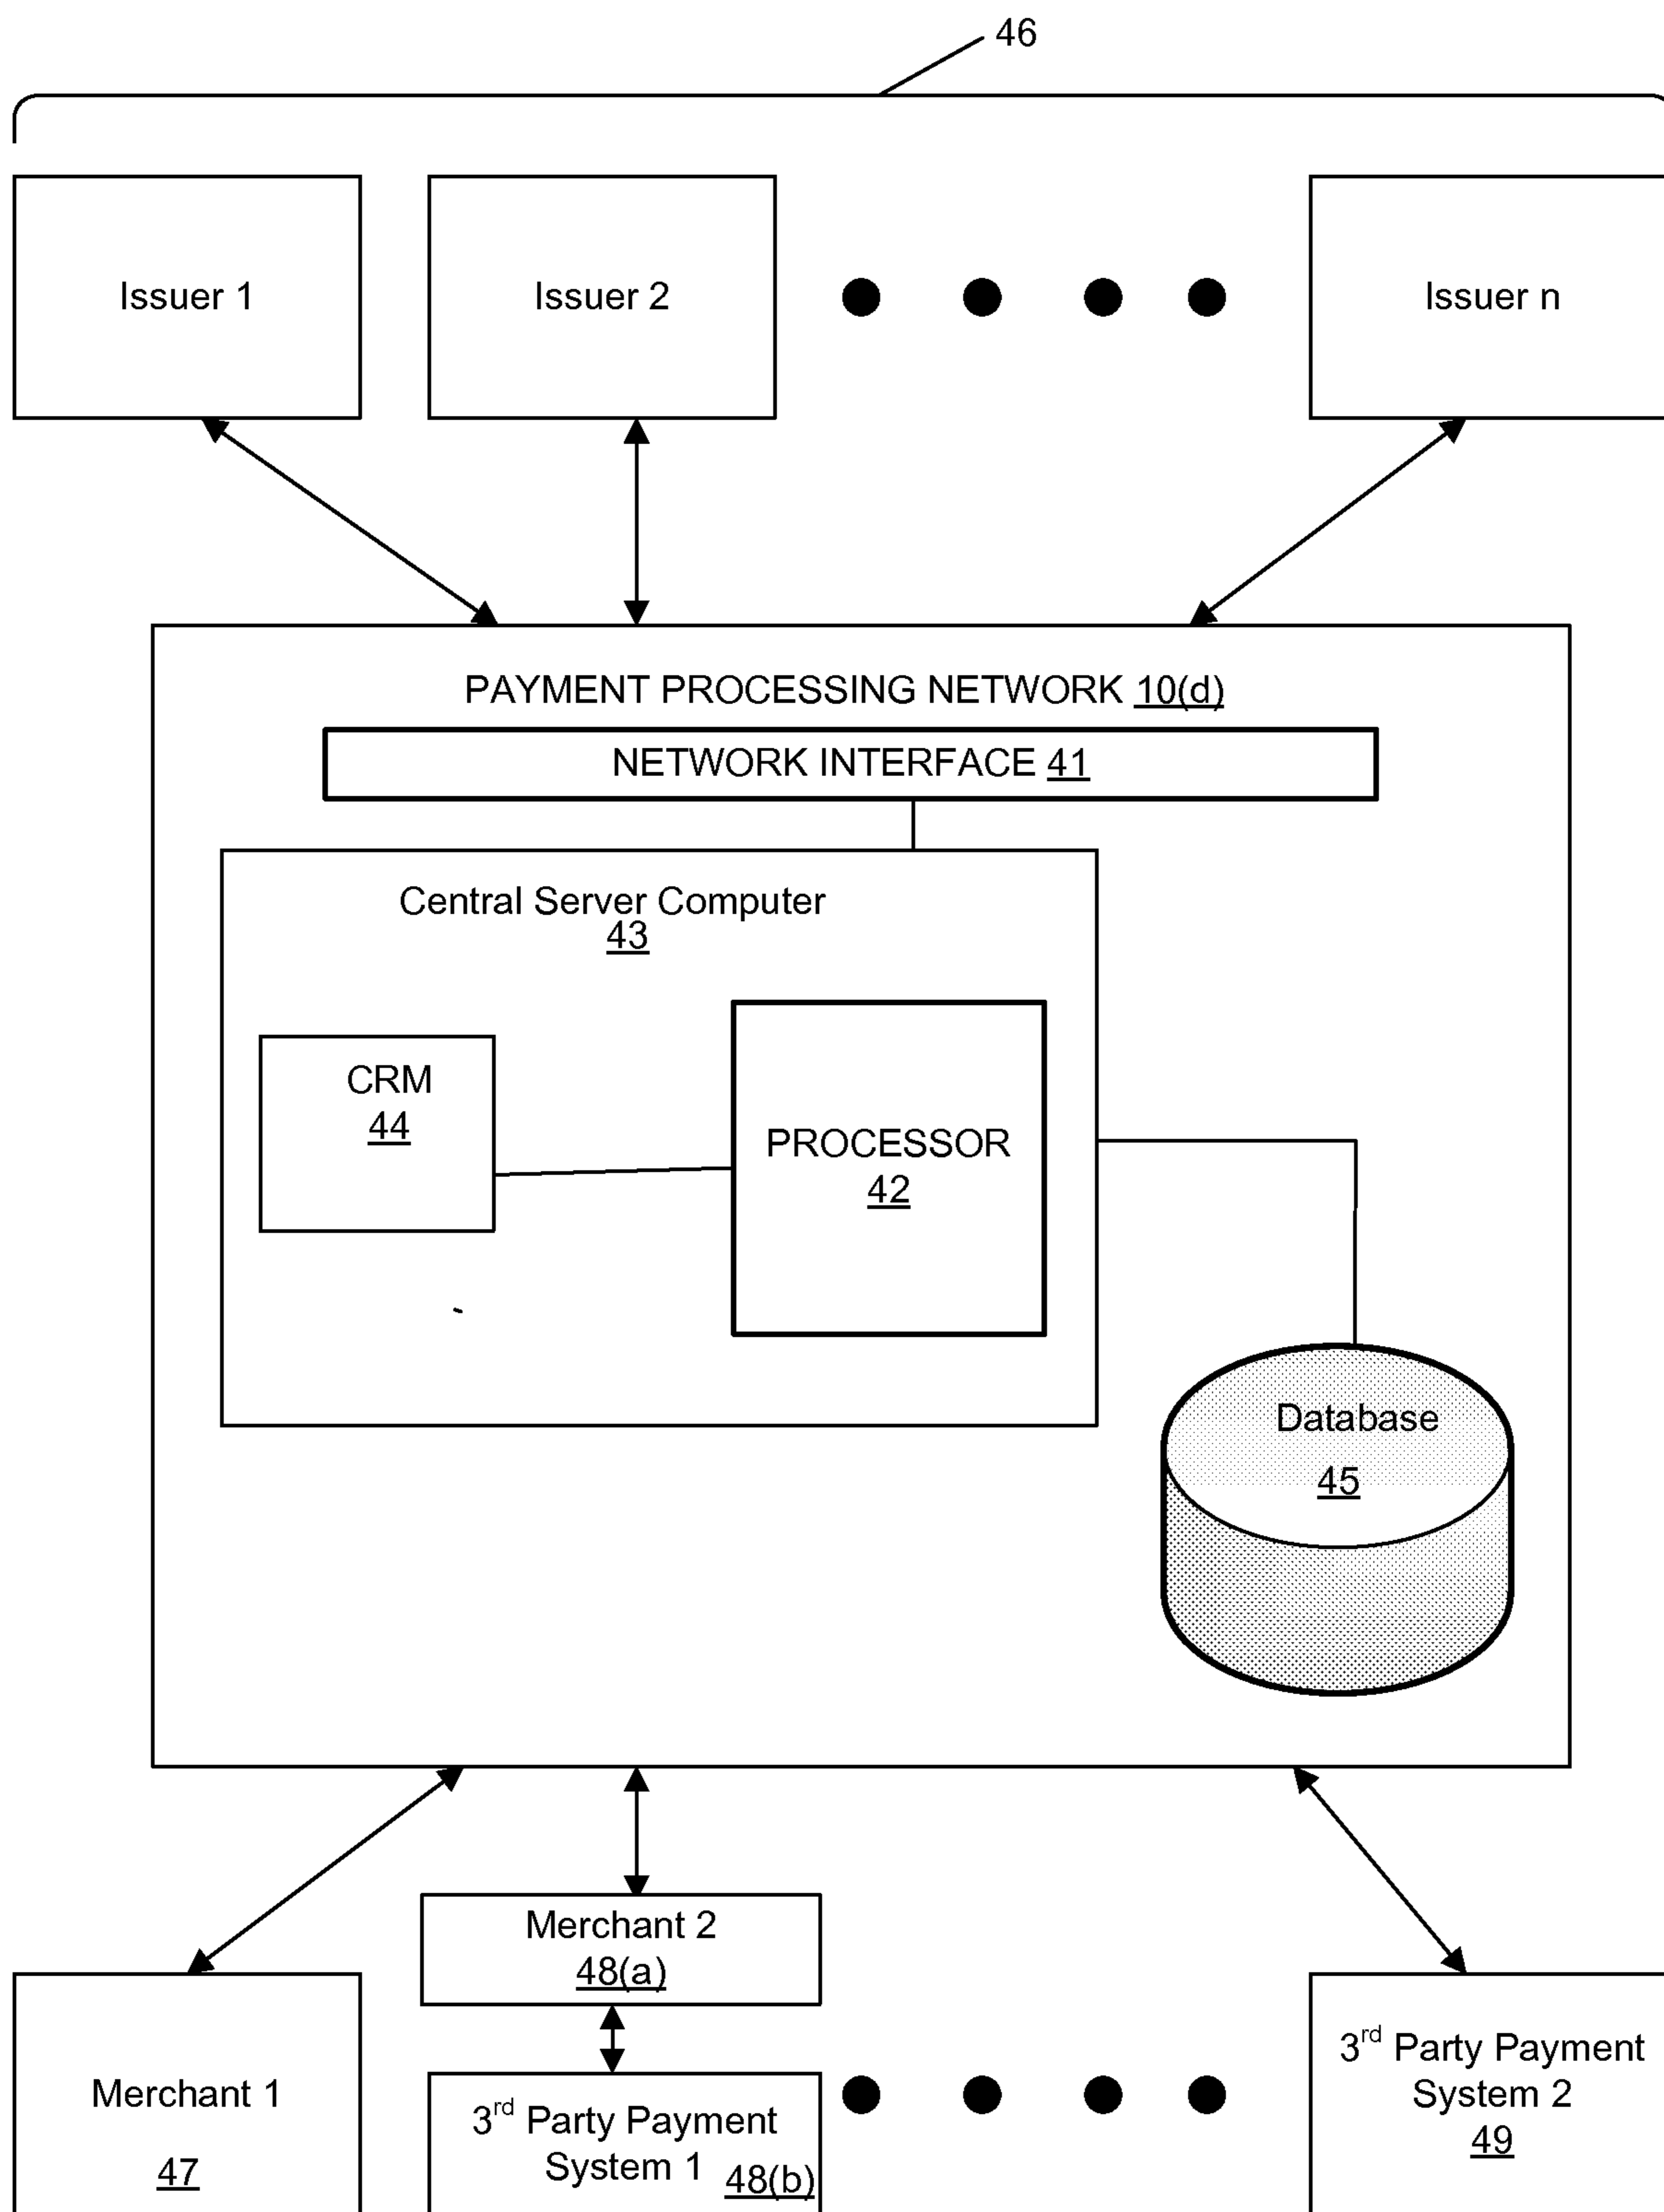 46
Issuer 1
Issuer 2
Issuer n
PAYMENT PROCESSING NETWORK 10(d)
NETWORK INTERFACE 41
Central Server Computer
43
CRM
44
PROCESSOR
42
Database
45
Merchant 2
48(a)
Merchant 1
47
3rd Party Payment
System 1 48(b)
3rd Party Payment
System 2
49